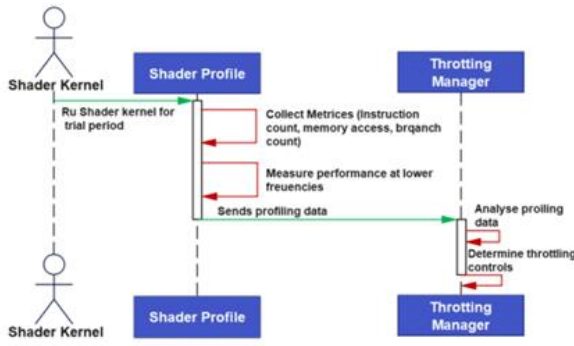 Shader Kernel
Shader Profile
Throtting
Manager
Ru Shader kernel for
trial period
Collect Metrices (Instruction
count, memory access, brqanch
count)
Measure performance at lower
freuencies
Sends profiling data
Analyse proiling
data
Determine throttling
controls
Shader Kernel
Shader Profile
Throtting
Manager